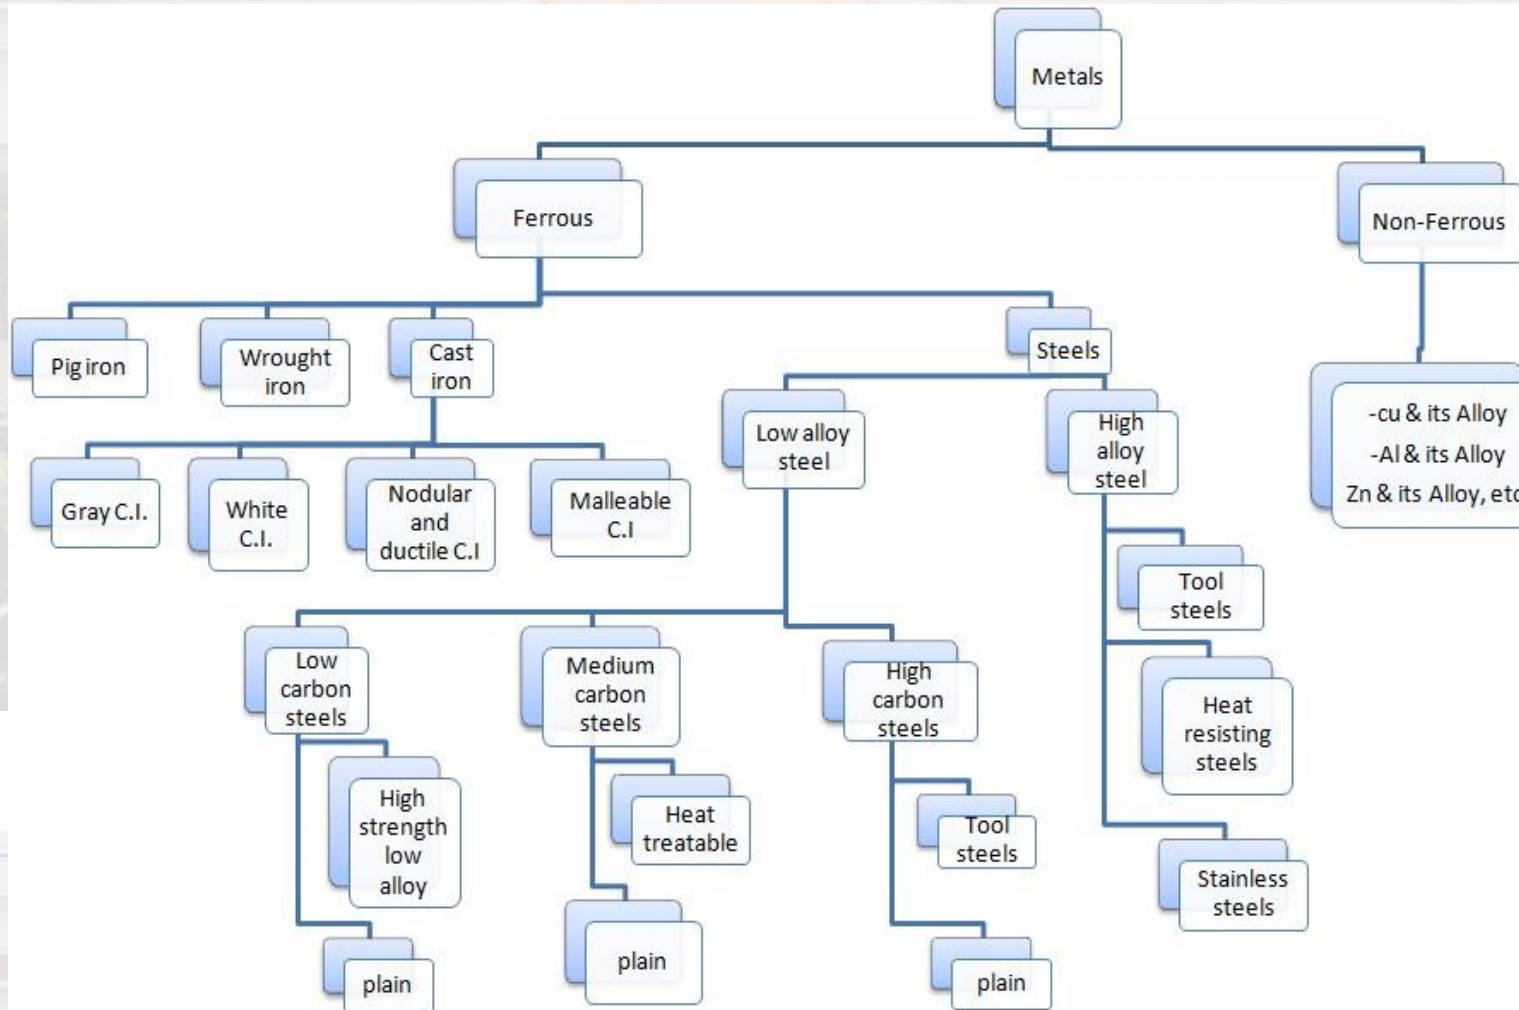 Metals
Ferrous
Non-Ferrous
Pig iron
Wrought
iron
Cast
iron
Steels
-cu & its Alloy
-Al & its Alloy
Zn & its Alloy, etc
Low alloy
steel
High
alloy
steel
Gray C.I.
White
C.I.
Nodular
and
ductile C.I
Malleable
C.I
Tool
steels
Heat
resisting
steels
Stainless
steels
Low
carbon
steels
Medium
carbon
steels
High
carbon
steels
High
strength
low
alloy
plain
Heat
treatable
plain
Tool
steels
plain